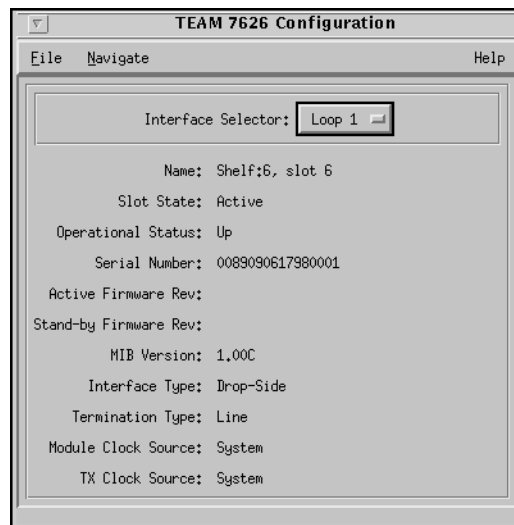 TEAM 7626 Configuration
File Navigate Help
Interface Selector: Loop 1
Name: Shelf:6, slot 6
Slot State: Active
Operational Status: Up
Serial Number: 0089090617980001
Active Firmware Rev:
Stand-by Firmware Rev:
MIB Version: 1.00C
Interface Type: Drop-Side
Termination Type: Line
Module Clock Source: System
TX Clock Source: System